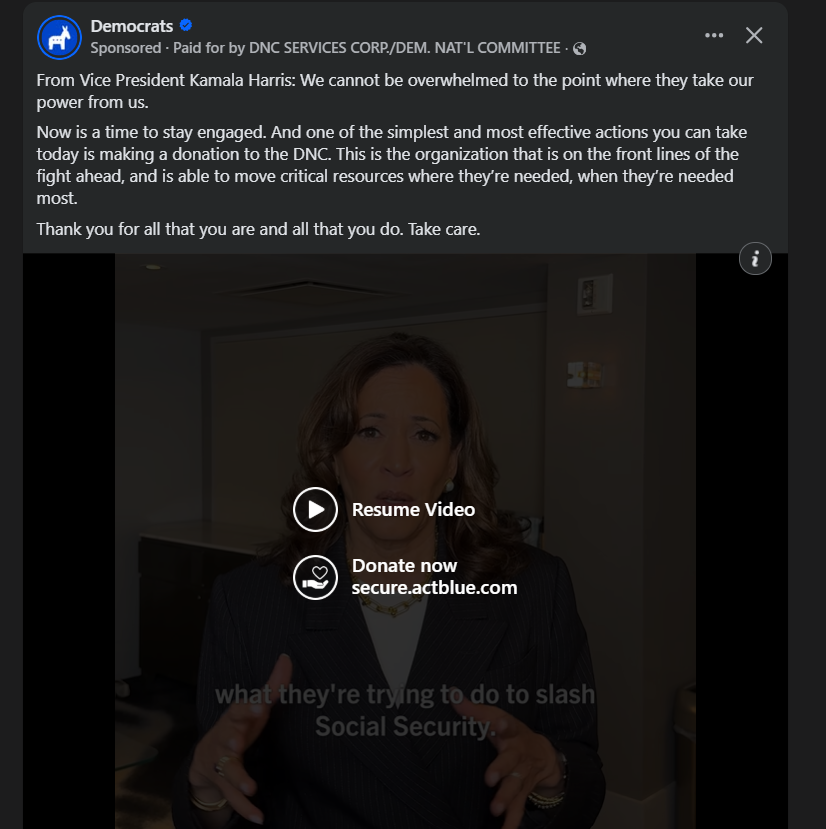 Democrats
Sponsored · Paid for by DNC SERVICES CORP./DEM. NAT'L COMMITTEE ·
From Vice President Kamala Harris: We cannot be overwhelmed to the point where they take our
power from us.
Now is a time to stay engaged. And one of the simplest and most effective actions you can take
today is making a donation to the DNC. This is the organization that is on the front lines of the
fight ahead, and is able to move critical resources where they’re needed, when they’re needed
most.
Thank you for all that you are and all that you do. Take care.
Resume Video
Donate now
secure.actblue.com
what they're trying to do to slash
Social Security.